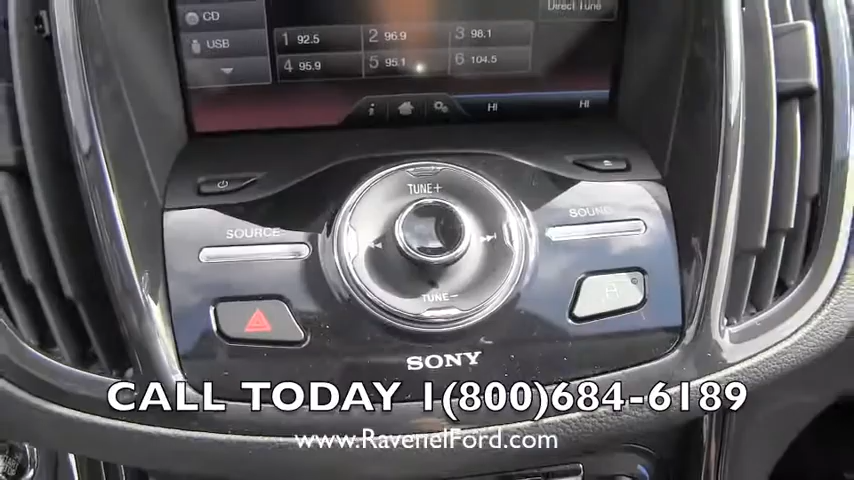 CD
Direct Tune
USB
1 92.5 2 96.9 3 98.1
4 95.9 5 95.1 6 104.5
i HI HI
TUNE+
SOURCE SOUND
TUNE−
SONY
CALL TODAY 1(800)684-6189
www.RaverielFord.com